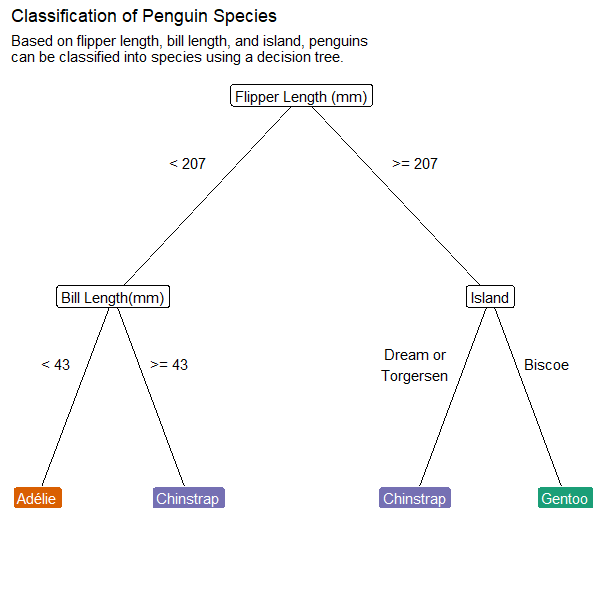 Classification of Penguin Species
Based on flipper length, bill length, and island, penguins
can be classified into species using a decision tree.
Flipper Length (mm)
< 207
>= 207
Bill Length(mm)
Island
< 43
>= 43
Dream or
Torgersen
Biscoe
Adélie
Chinstrap
Chinstrap
Gentoo